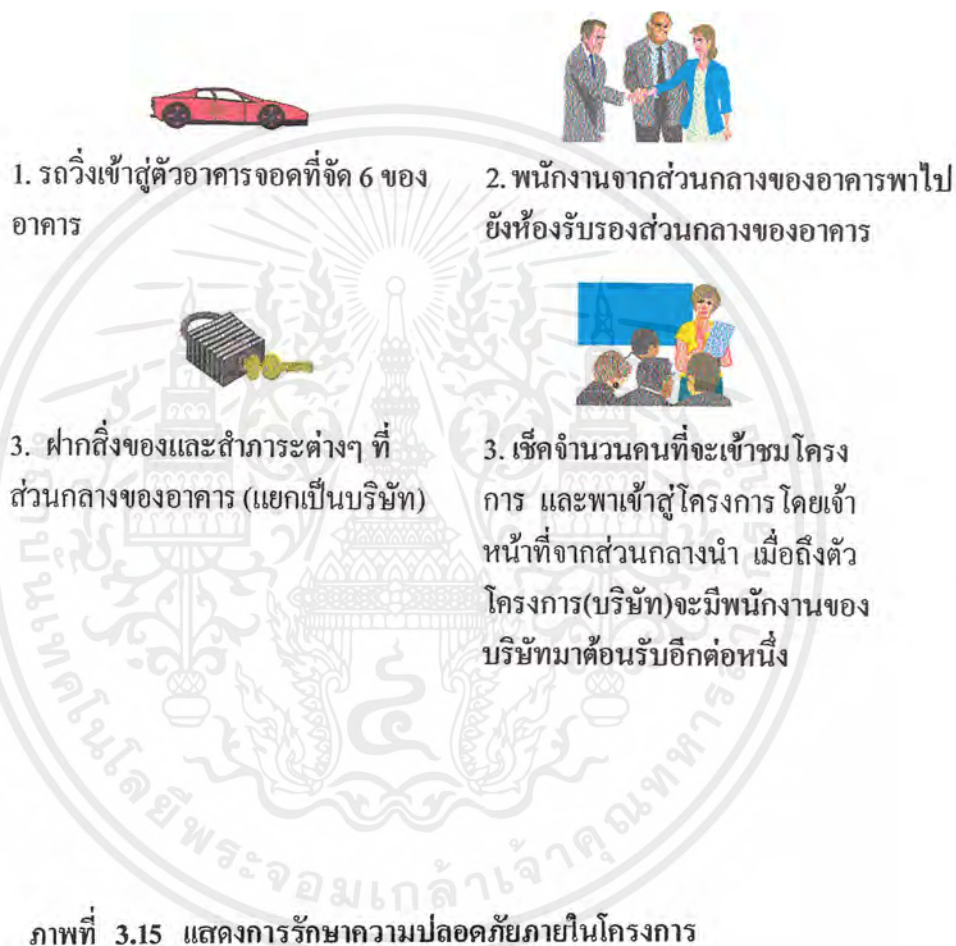 1. รถวิ่งเข้าสู่ตัวอาคารจอดที่จัด 6 ของ
อาคาร
2. พนักงานจากส่วนกลางของอาคารพาไป
ยังห้องรับรองส่วนกลางของอาคาร
3. ฝากสิ่งของและสำภาระต่างๆ ที่
ส่วนกลางของอาคาร (แยกเป็นบริษัท)
3. เช็คจำนวนคนที่จะเข้าชมโครง
การ และพาเข้าสู่โครงการโดยเจ้า
หน้าที่จากส่วนกลางนำ เมื่อถึงตัว
โครงการ(บริษัท)จะมีพนักงานของ
บริษัทมาต้อนรับอีกต่อหนึ่ง
ภาพที่ 3.15 แสดงการรักษาความปลอดภัยภายในโครงการ